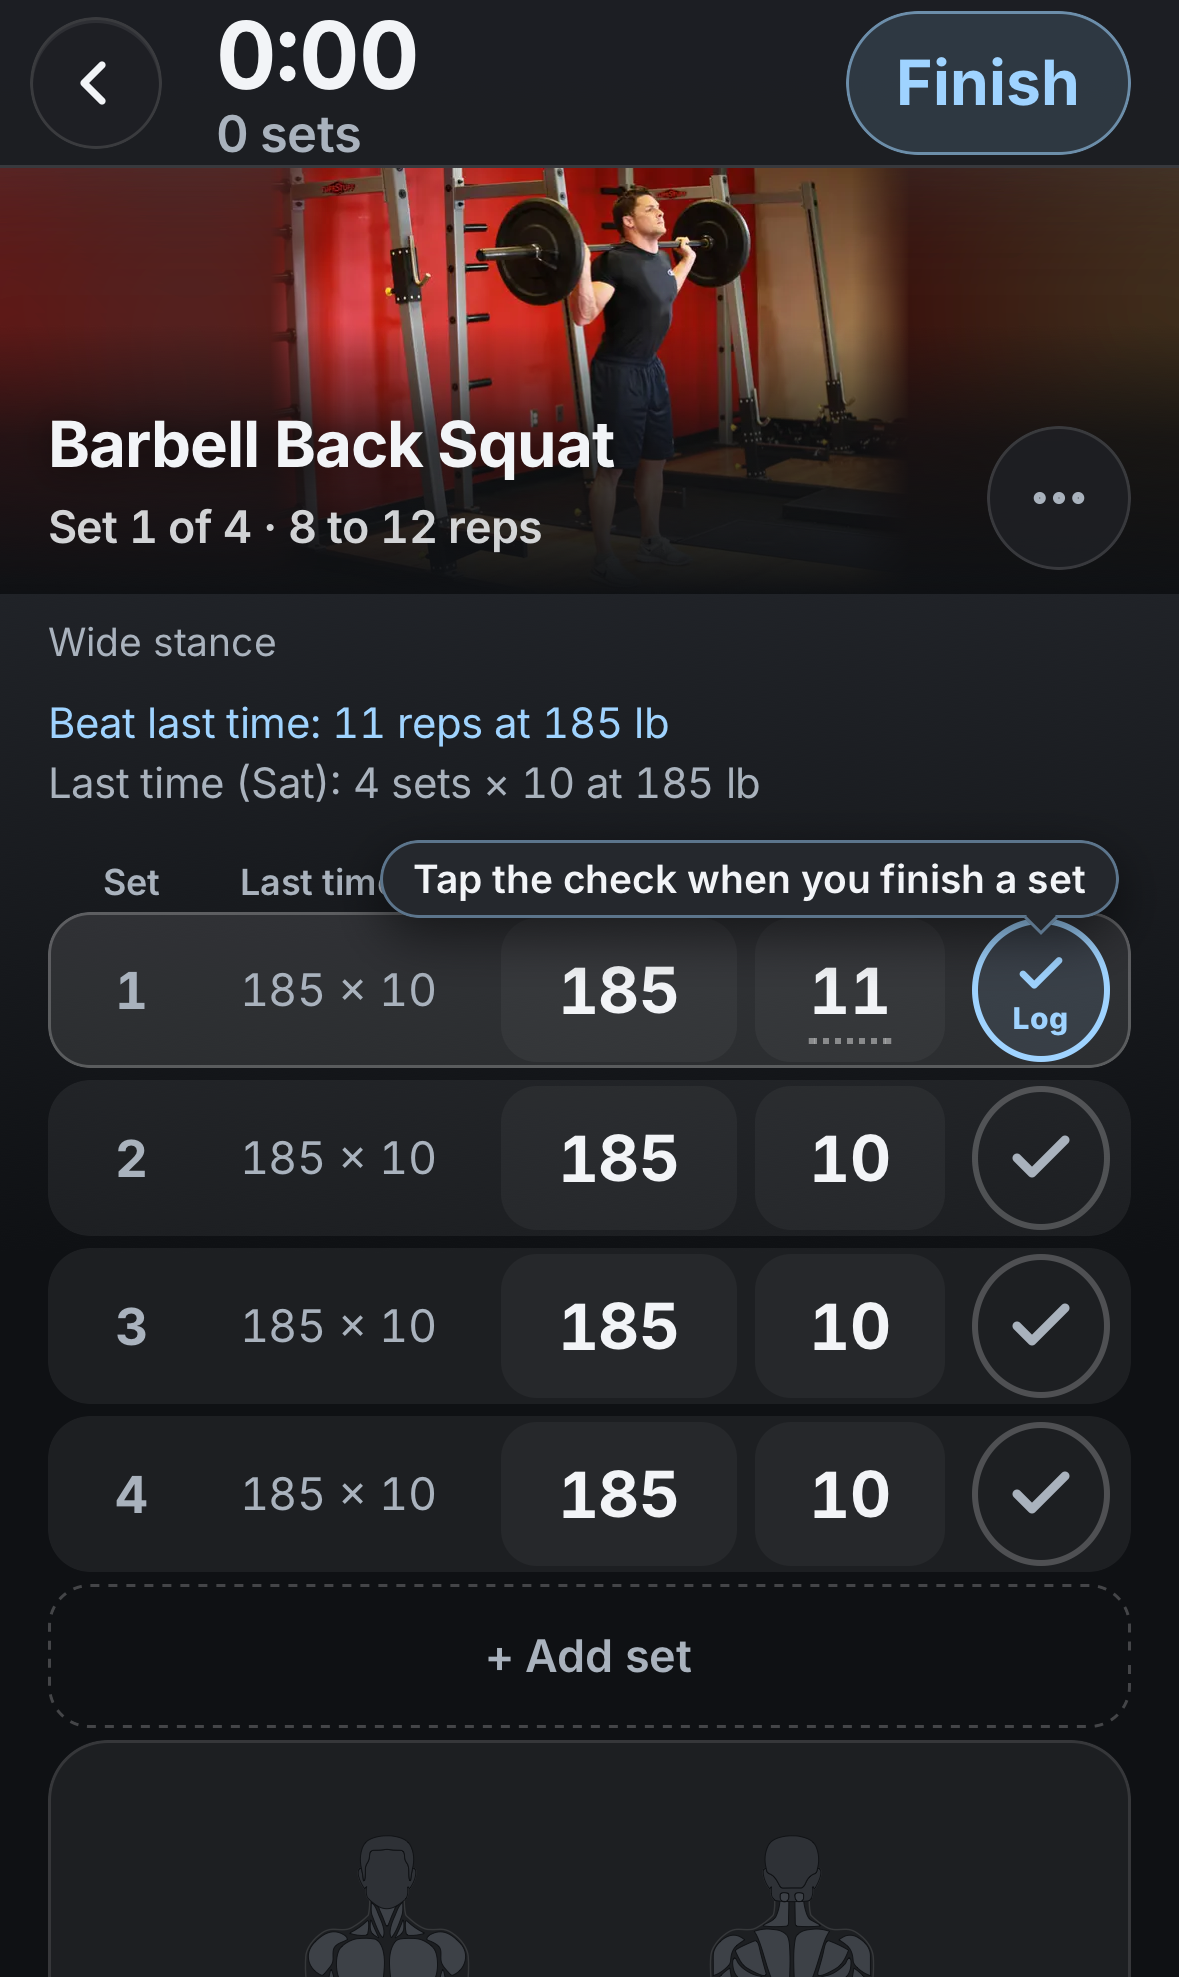 0:00
0 sets
Finish
Barbell Back Squat
Set 1 of 4 · 8 to 12 reps
Wide stance
Beat last time: 11 reps at 185 lb
Last time (Sat): 4 sets × 10 at 185 lb
Tap the check when you finish a set
Set Last time
1 185 × 10 185 11 Log
2 185 × 10 185 10
3 185 × 10 185 10
4 185 × 10 185 10
+ Add set